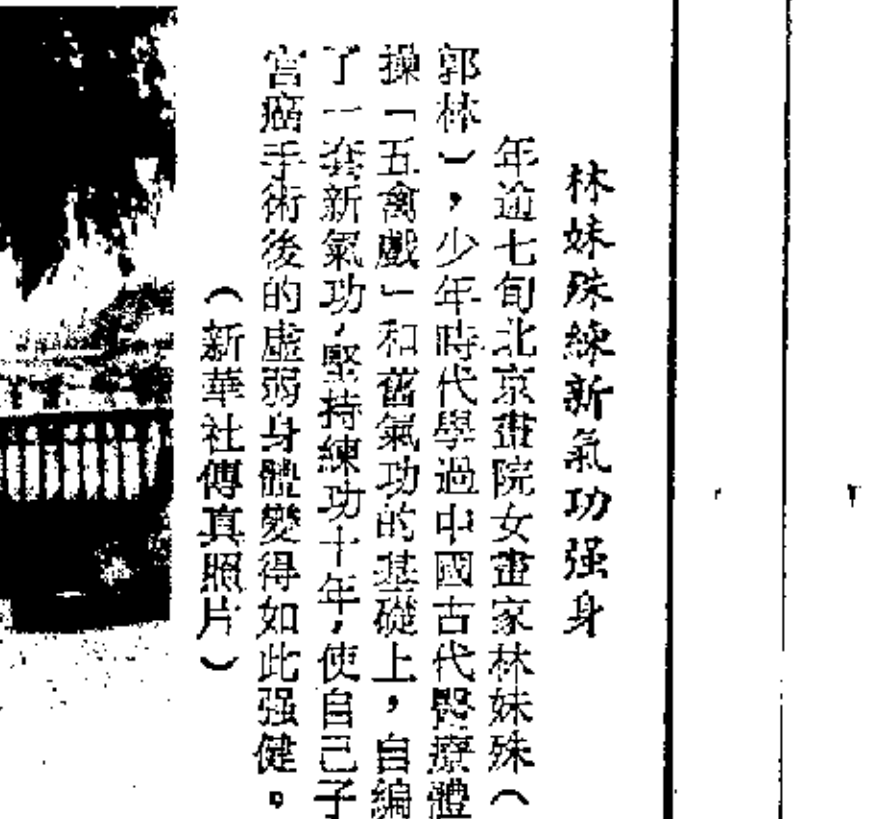 林妹殊練新氣功强身
年逾七旬北京畫院女畫家林妹殊（
郭林），少年時代學過中國古代醫療體
操「五禽戲」和舊氣功的基礎上，自編
了一套新氣功，堅持練功十年，使自己子
宮癌手術後的虛弱身體變得如此强健。
（新華社傳真照片）